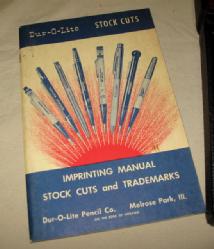 Dur-O-Lite STOCK CUTS
IMPRINTING MANUAL
STOCK CUTS and TRADEMARKS
Dur-O-Lite Pencil Co. Melrose Park, Ill.